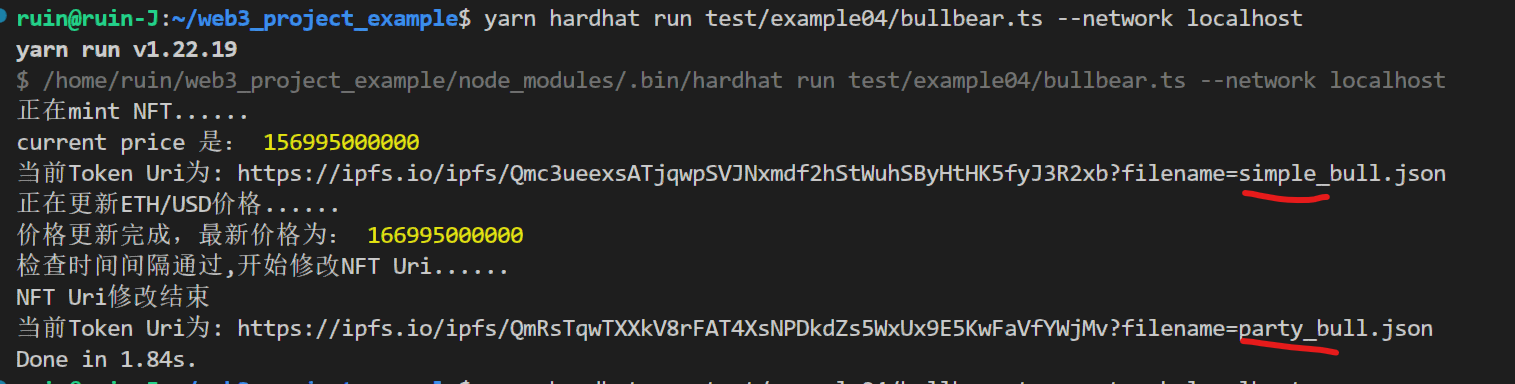 ruin@ruin-J:~/web3_project_example$ yarn hardhat run test/example04/bullbear.ts --network localhost
yarn run v1.22.19
$ /home/ruin/web3_project_example/node_modules/.bin/hardhat run test/example04/bullbear.ts --network localhost
正在mint NFT......
current price 是： 156995000000
当前Token Uri为: https://ipfs.io/ipfs/Qmc3ueexsATjqwpSVJNxmdf2hStWuhSByHtHK5fyJ3R2xb?filename=simple_bull.json
正在更新ETH/USD价格......
价格更新完成，最新价格为： 166995000000
检查时间间隔通过,开始修改NFT Uri......
NFT Uri修改结束
当前Token Uri为: https://ipfs.io/ipfs/QmRsTqwTXXkV8rFAT4XsNPDkdZs5WxUx9E5KwFaVfYWjMv?filename=party_bull.json
Done in 1.84s.